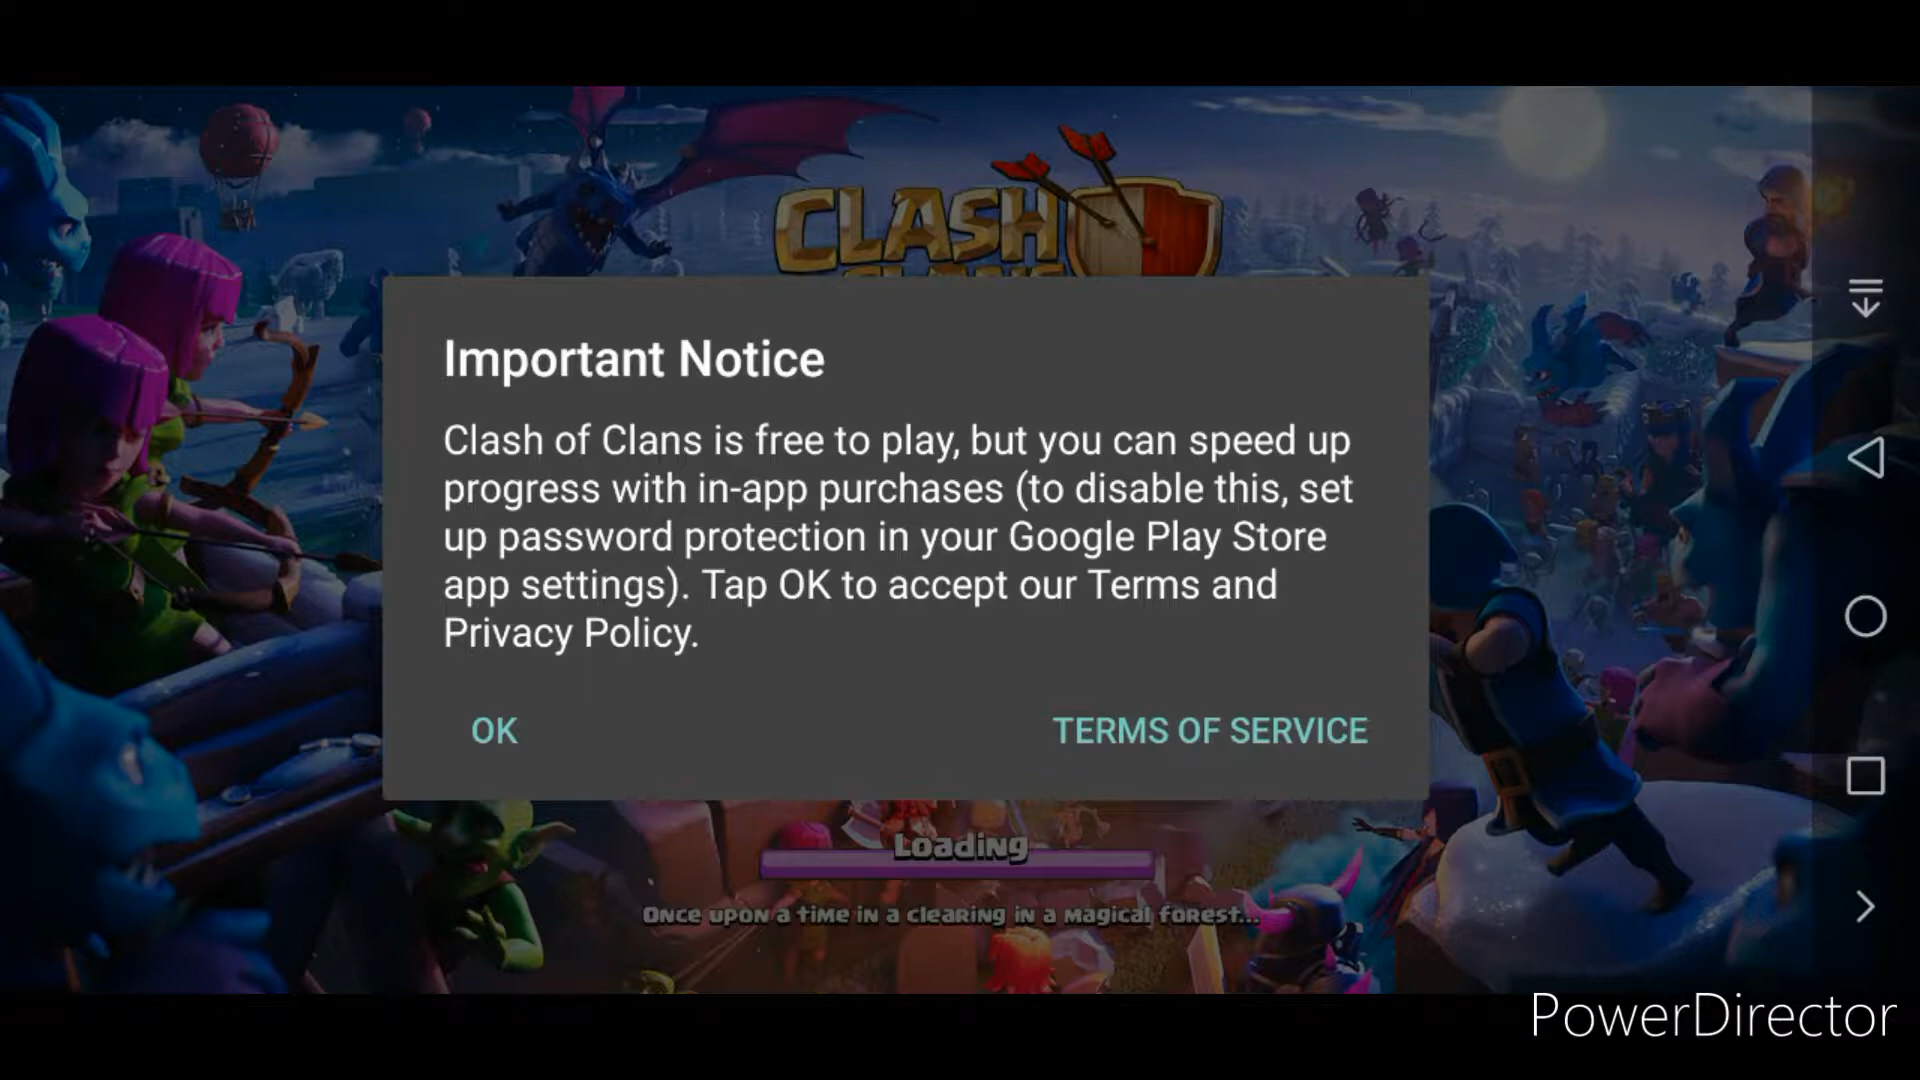 CLASH
Important Notice
Clash of Clans is free to play, but you can speed up
progress with in-app purchases (to disable this, set
up password protection in your Google Play Store
app settings). Tap OK to accept our Terms and
Privacy Policy.
OK
TERMS OF SERVICE
Loading
Once upon a time in a clearing in a magical forest...
PowerDirector